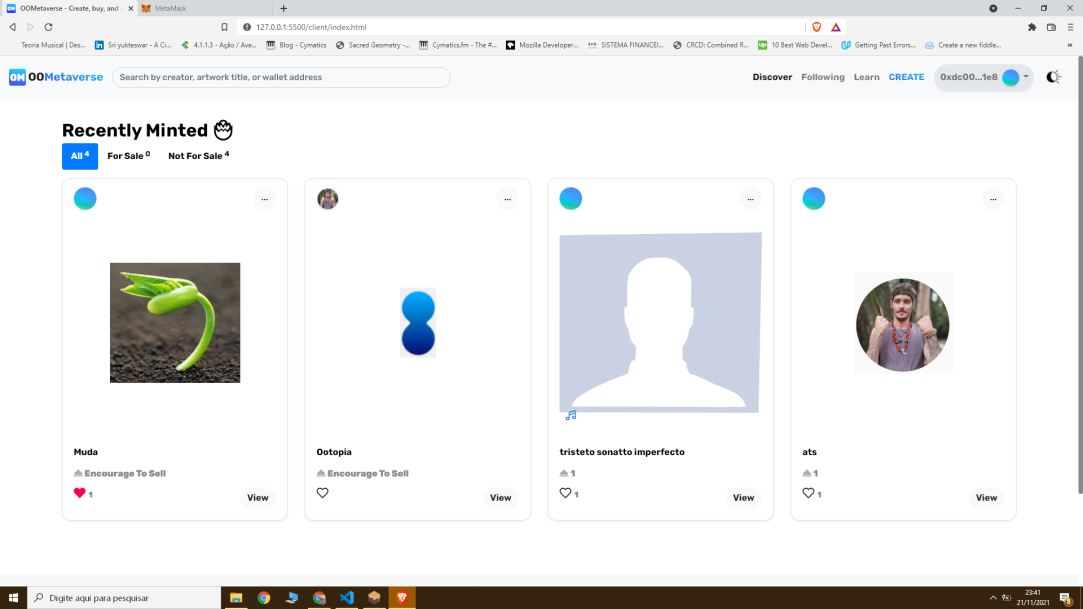 OOMetaverse - Create, buy, and s
MetaMask
127.0.0.1:5500/client/index.html
Teoria Musical | Des...
Sri yukteswar - A Ci...
4.1.1.3 - Ação / Ave...
Blog - Cymatics
Sacred Geometry -...
Cymatics.fm - The #...
Mozilla Developer...
SISTEMA FINANCEI...
CRCD: Combined R...
10 Best Web Devel...
Getting Past Errors...
Create a new fiddle...
»
OM OOMetaverse
Search by creator, artwork title, or wallet address
Discover
Following
Learn
CREATE
0xdc00...1e8
Recently Minted
All 4
For Sale 0
Not For Sale 4
...
...
...
...
Muda
Encourage To Sell
1
View
Ootopia
Encourage To Sell
View
tristeto sonatto imperfecto
1
1
View
ats
1
1
View
Digite aqui para pesquisar
23:41
21/11/2021
8